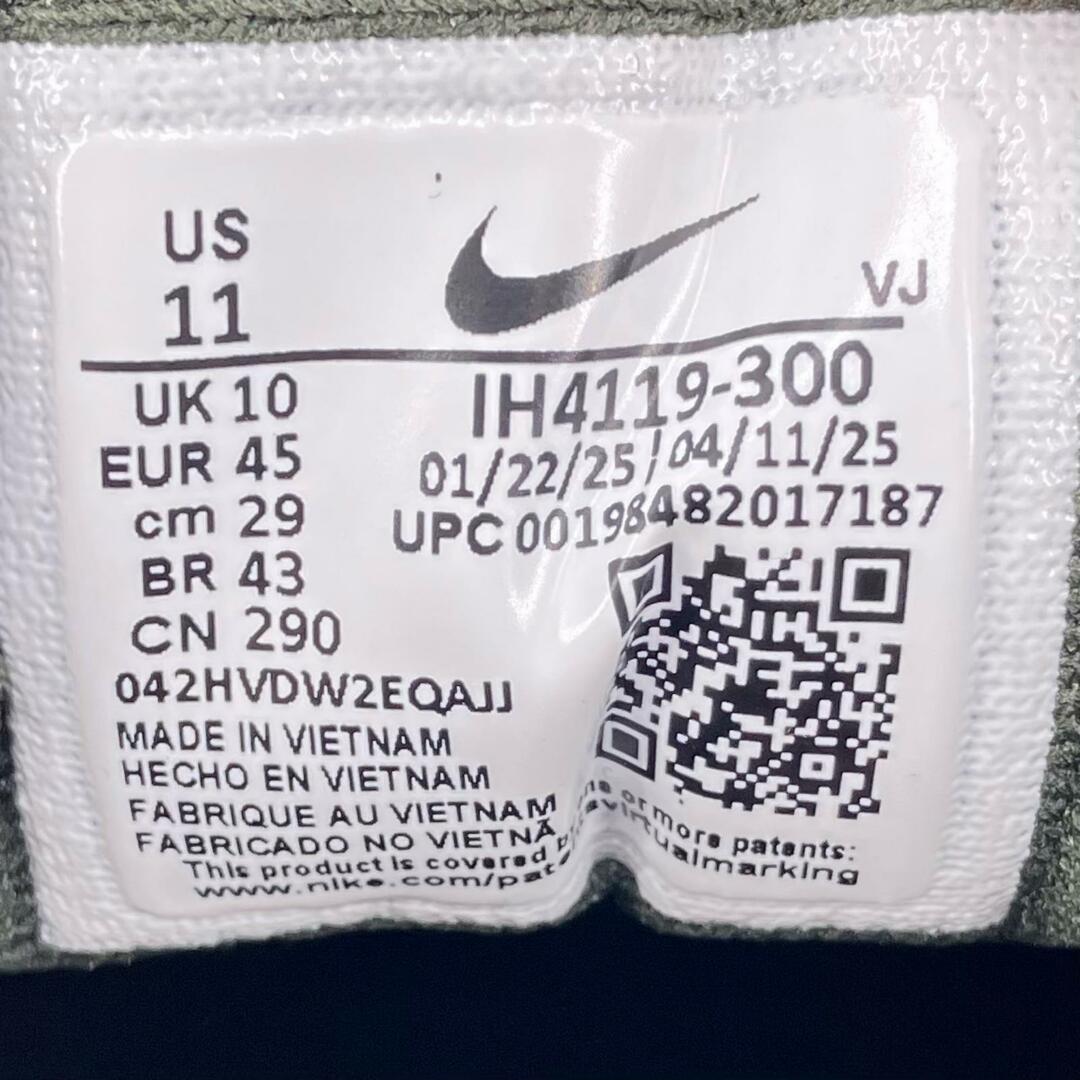 US
11
VJ
UK 10
EUR 45
cm 29
BR 43
CN 290
IH4119-300
01/22/25 / 04/11/25
UPC 00198482017187
042HVDW2EQAJJ
MADE IN VIETNAM
HECHO EN VIETNAM
FABRIQUE AU VIETNAM
FABRICADO NO VIETNÃ
This product is covered or more patents:
www.nike.com/